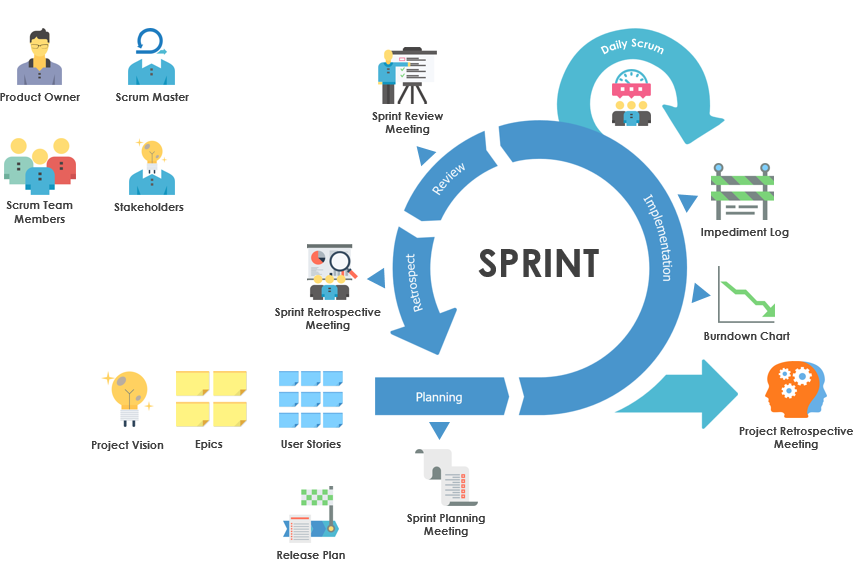 Product Owner
Scrum Master
Scrum Team
Members
Stakeholders
Sprint Review
Meeting
Daily Scrum
Review
Implementation
Impediment Log
SPRINT
Retrospect
Sprint Retrospective
Meeting
Burndown Chart
Project Vision
Epics
User Stories
Planning
Project Retrospective
Meeting
Sprint Planning
Meeting
Release Plan